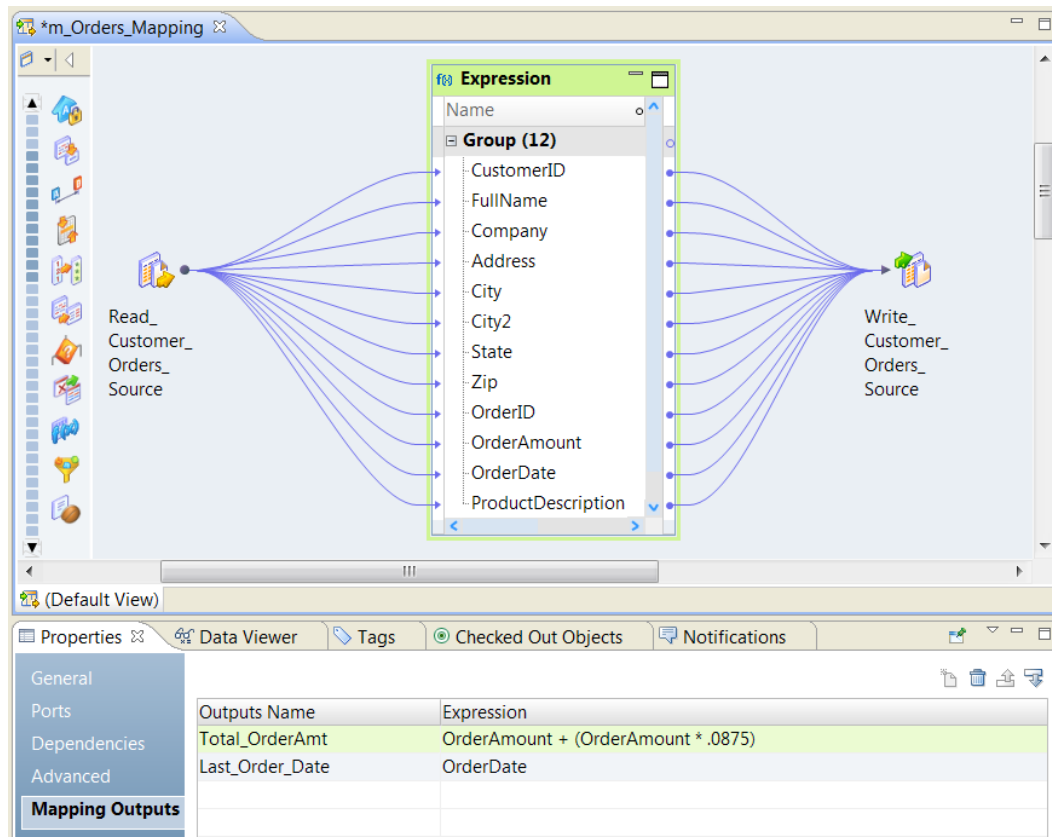 *m_Orders_Mapping
f(x) Expression
Name
Group (12)
CustomerID
FullName
Company
Address
City
City2
State
Zip
OrderID
OrderAmount
OrderDate
ProductDescription
Read_
Customer_
Orders_
Source
Write_
Customer_
Orders_
Source
(Default View)
Properties Data Viewer Tags Checked Out Objects Notifications
General
Ports
Dependencies
Advanced
Mapping Outputs
Outputs Name Expression
Total_OrderAmt OrderAmount + (OrderAmount * .0875)
Last_Order_Date OrderDate